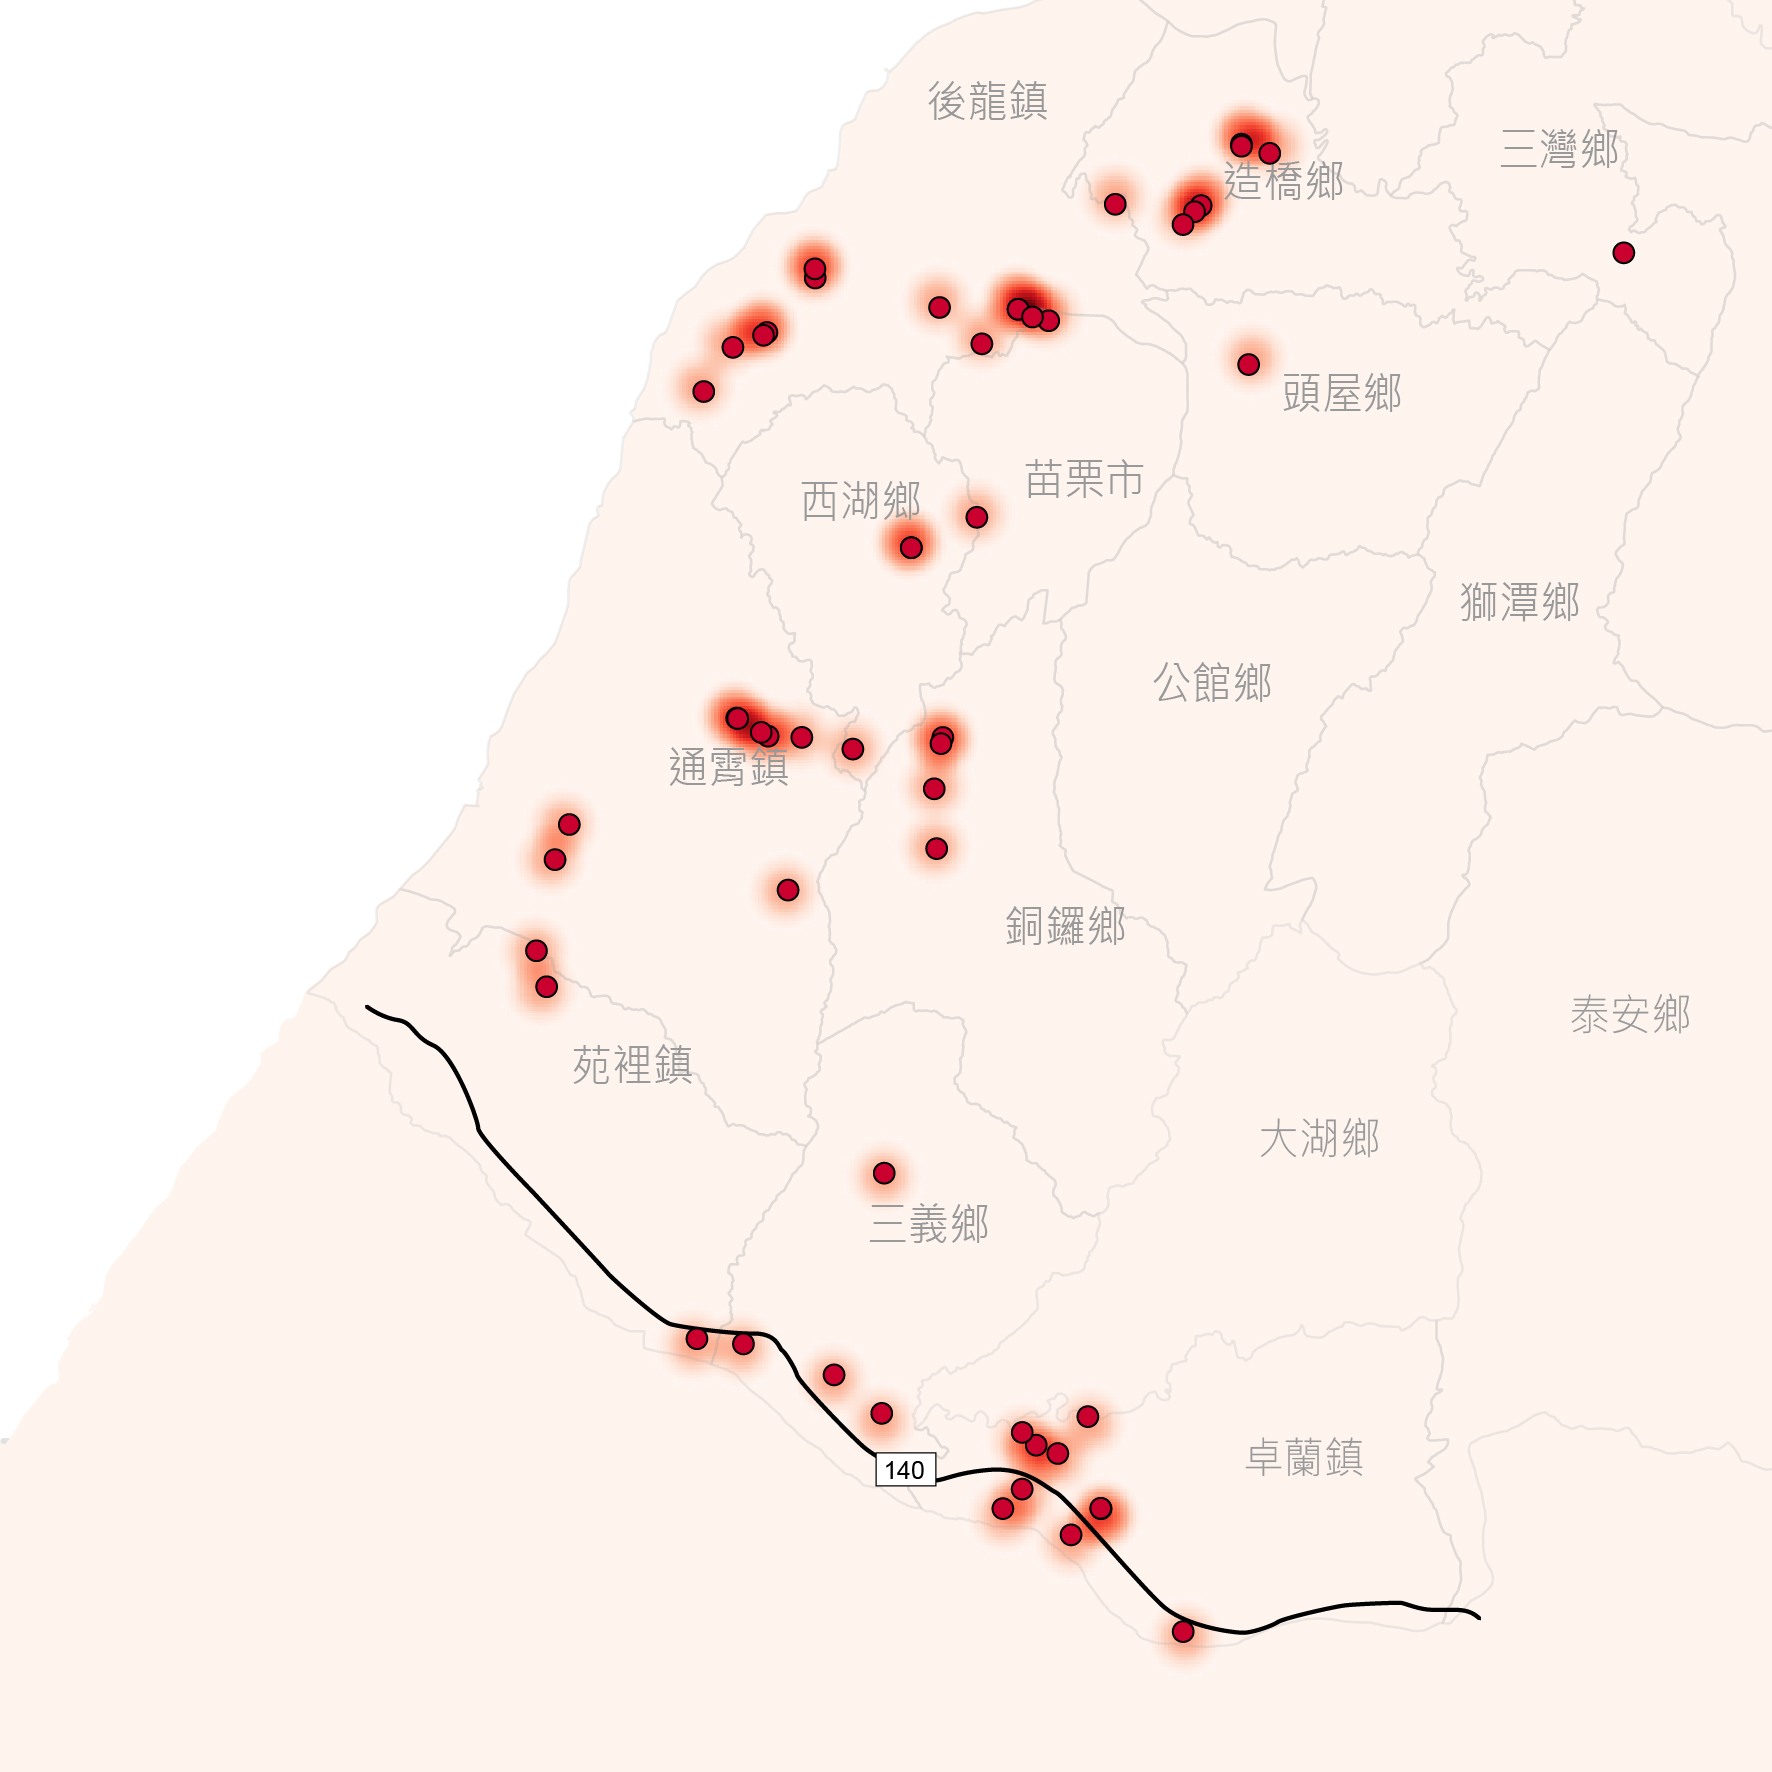 後龍鎮
三灣鄉
造橋鄉
頭屋鄉
苗栗市
西湖鄉
獅潭鄉
公館鄉
通霄鎮
銅鑼鄉
泰安鄉
苑裡鎮
大湖鄉
三義鄉
卓蘭鎮
140